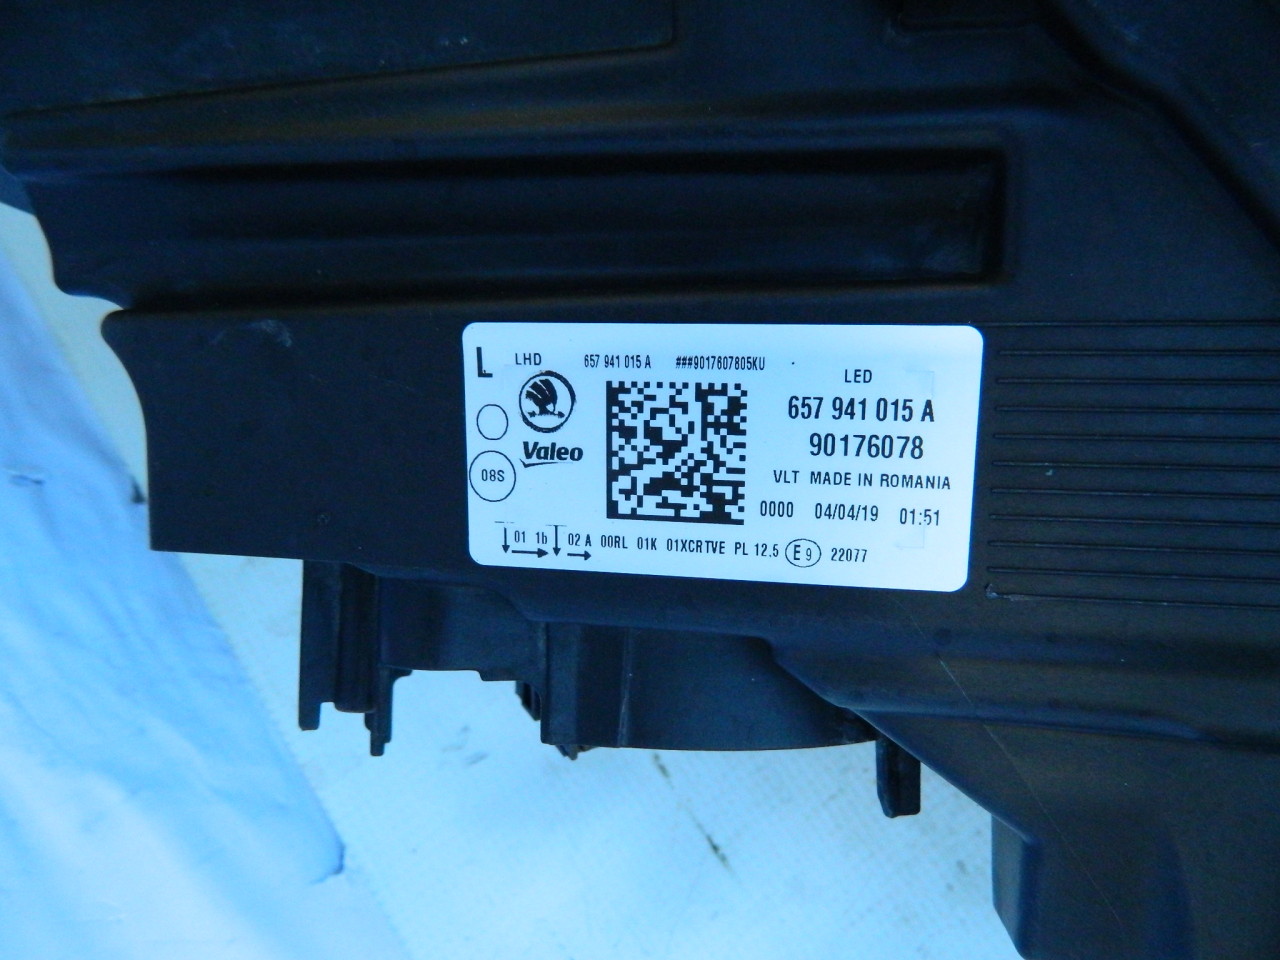 L LHD 657 941 015 A ###9017607805KU
LED
657 941 015 A
Valeo
90176078
08S
VLT MADE IN ROMANIA
0000 04/04/19 01:51
01 1b 02 A 00RL 01K 01XCRTVE PL 12.5 E9 22077